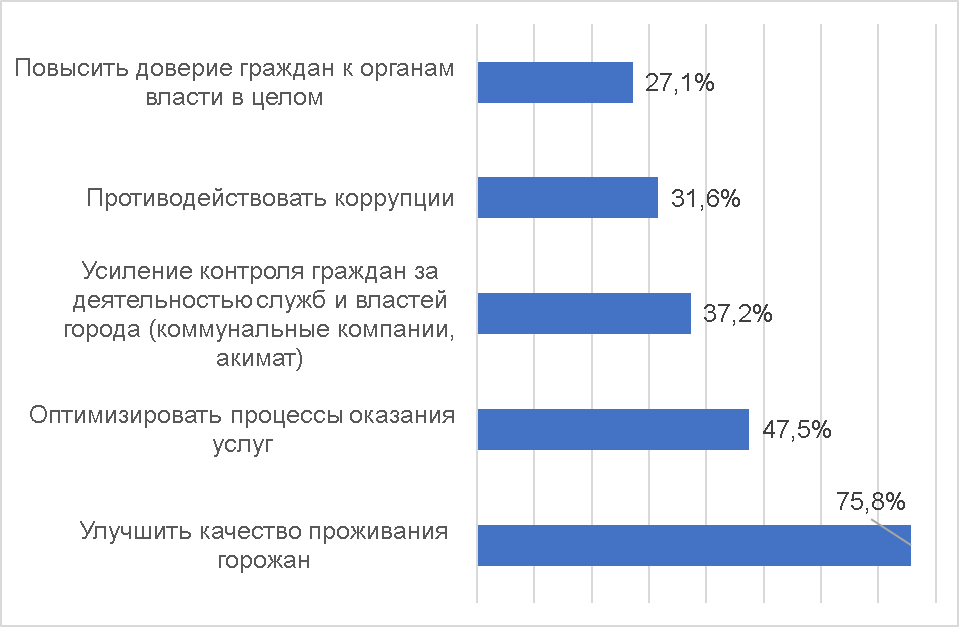 Повысить доверие граждан к органам
власти в целом
27,1%
Противодействовать коррупции
31,6%
Усиление контроля граждан за
деятельностью служб и властей
города (коммунальные компании,
акимат)
37,2%
Оптимизировать процессы оказания
услуг
47,5%
Улучшить качество проживания
горожан
75,8%